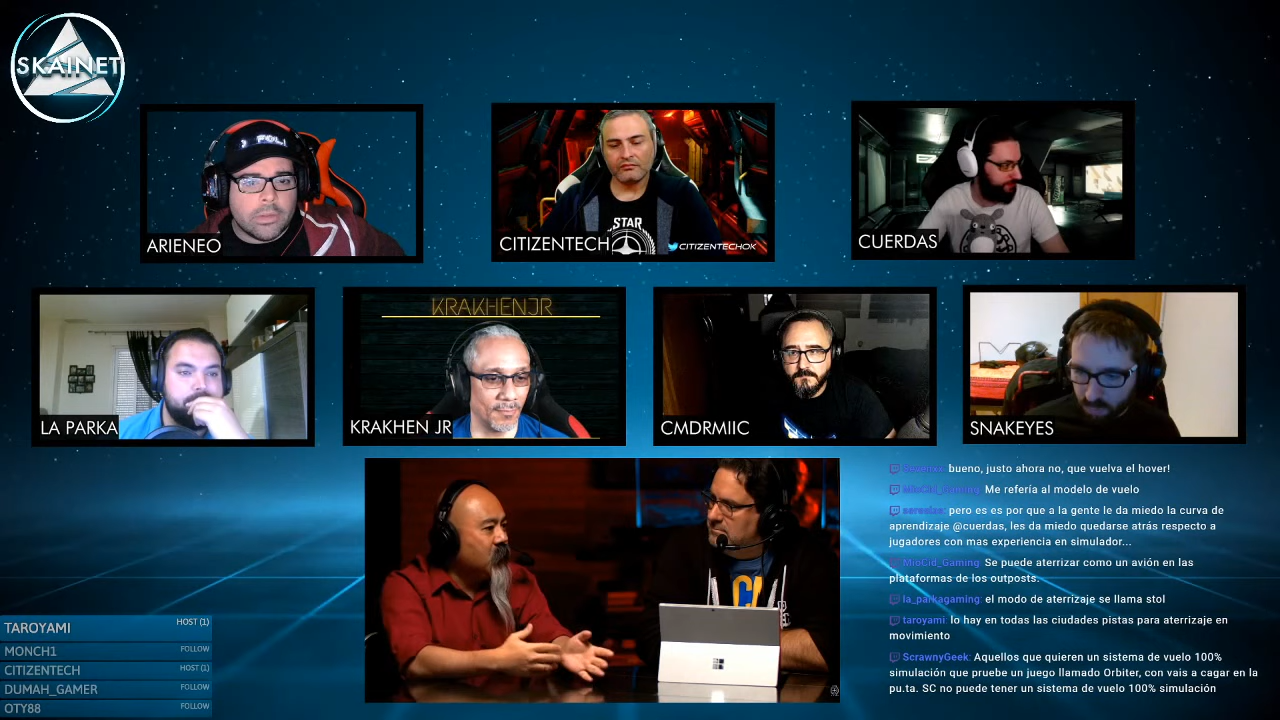 SKAINET
ARIENEO
STAR
CITIZENTECH
CITIZENTECHOK
CUERDAS
LA PARKA
KRAKHENJR
KRAKHEN JR
CMDRMIIC
SNAKEYES
bueno, justo ahora no, que vuelva el hover!
MioCid_Gaming: Me refería al modelo de vuelo
pero es es por que a la gente le da miedo la curva de
aprendizaje @cuerdas, les da miedo quedarse atrás respecto a
jugadores con mas experiencia en simulador...
MioCid_Gaming: Se puede aterrizar como un avión en las
plataformas de los outposts.
la_parkagaming: el modo de aterrizaje se llama stol
taroyami: lo hay en todas las ciudades pistas para aterrizaje en
movimiento
ScrawnyGeek: Aquellos que quieren un sistema de vuelo 100%
simulación que pruebe un juego llamado Orbiter, con vais a cagar en la
pu.ta. SC no puede tener un sistema de vuelo 100% simulación
TAROYAMI HOST (1)
MONCH1 FOLLOW
CITIZENTECH HOST (1)
DUMAH_GAMER FOLLOW
OTY88 FOLLOW